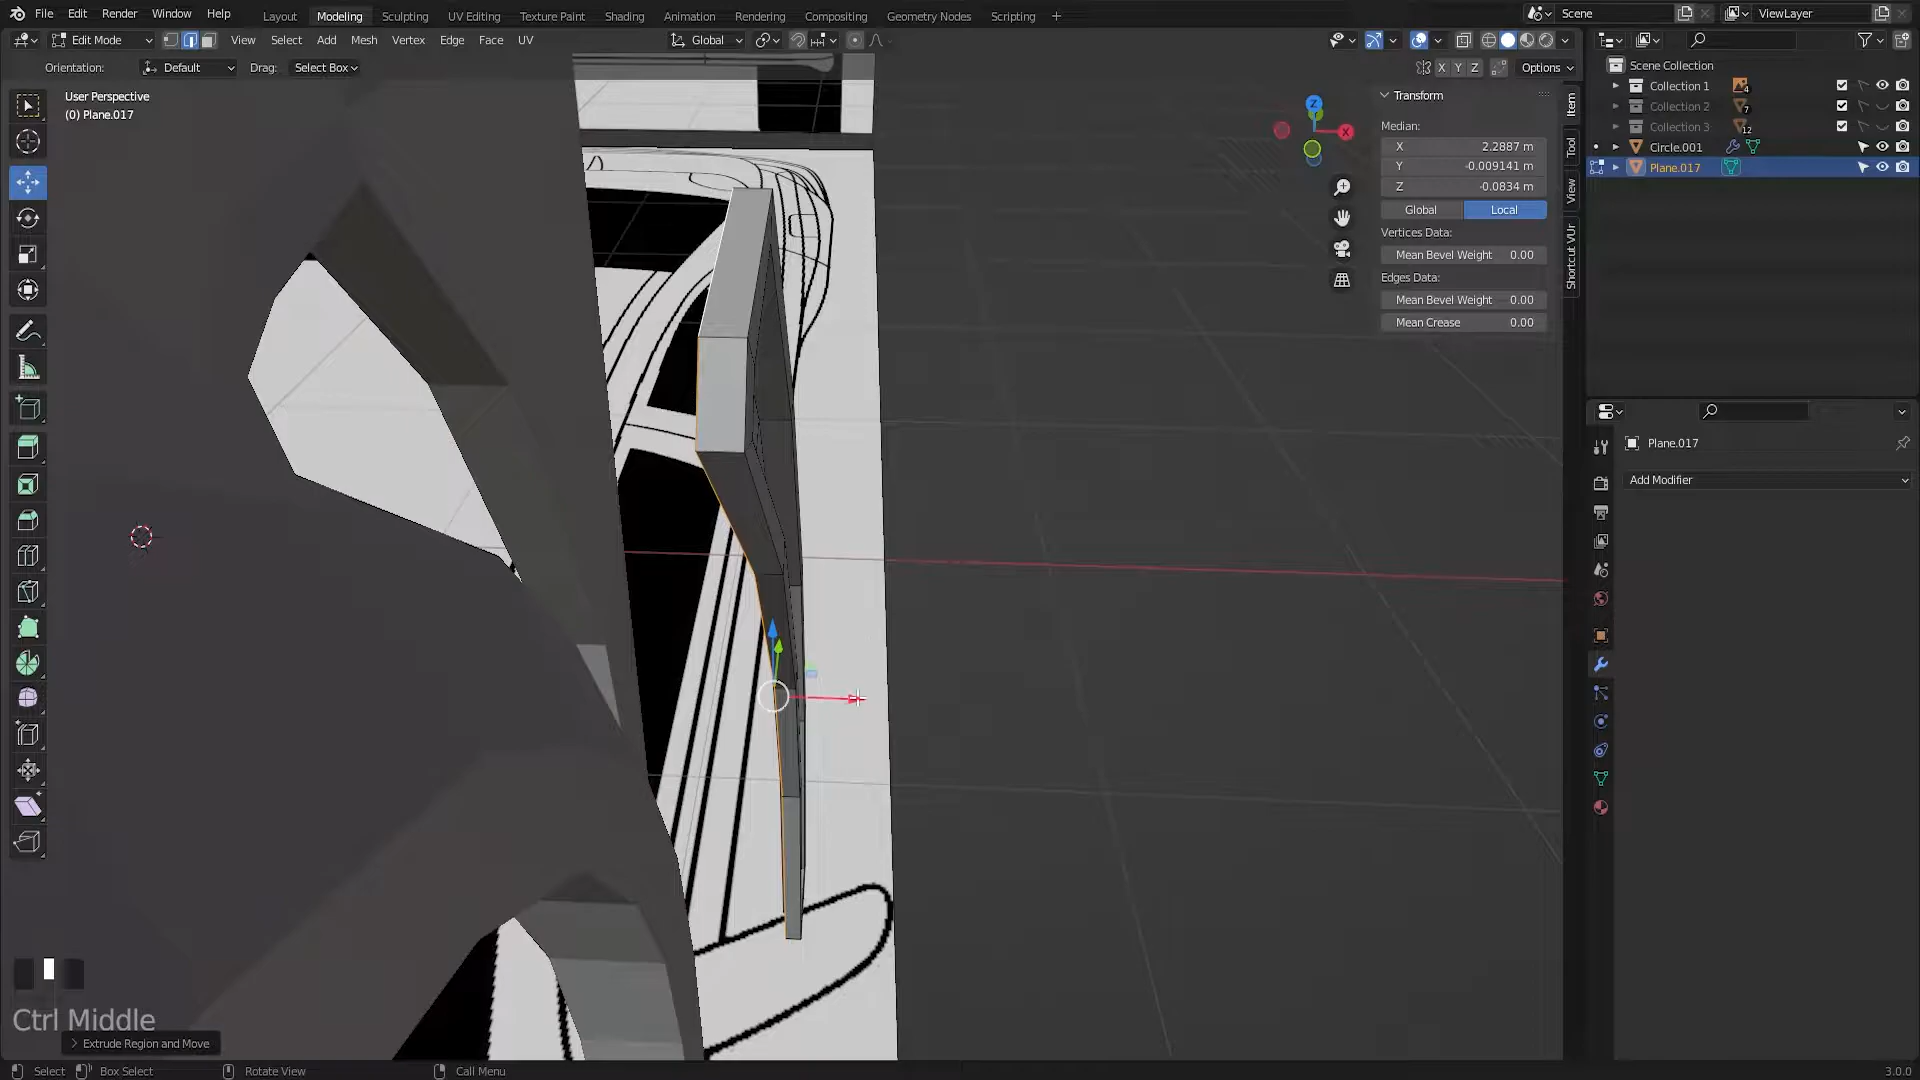 File Edit Render Window Help
Layout Modeling Sculpting UV Editing Texture Paint Shading Animation Rendering Compositing Geometry Nodes Scripting +
Scene
ViewLayer
Edit Mode View Select Add Mesh Vertex Edge Face UV
Global
Orientation: Default Drag: Select Box
X Y Z Options
User Perspective
(0) Plane.017
Z
X
Transform
Median:
X 2.2887 m
Y -0.009141 m
Z -0.0834 m
Global Local
Vertices Data:
Mean Bevel Weight 0.00
Edges Data:
Mean Bevel Weight 0.00
Mean Crease 0.00
Item
Tool
View
Shortcut VUr
Scene Collection
Collection 1 4
Collection 2 7
Collection 3 12
Circle.001
Plane.017
Plane.017
Add Modifier
Ctrl Middle
Extrude Region and Move
Select Box Select Rotate View Call Menu 3.0.0